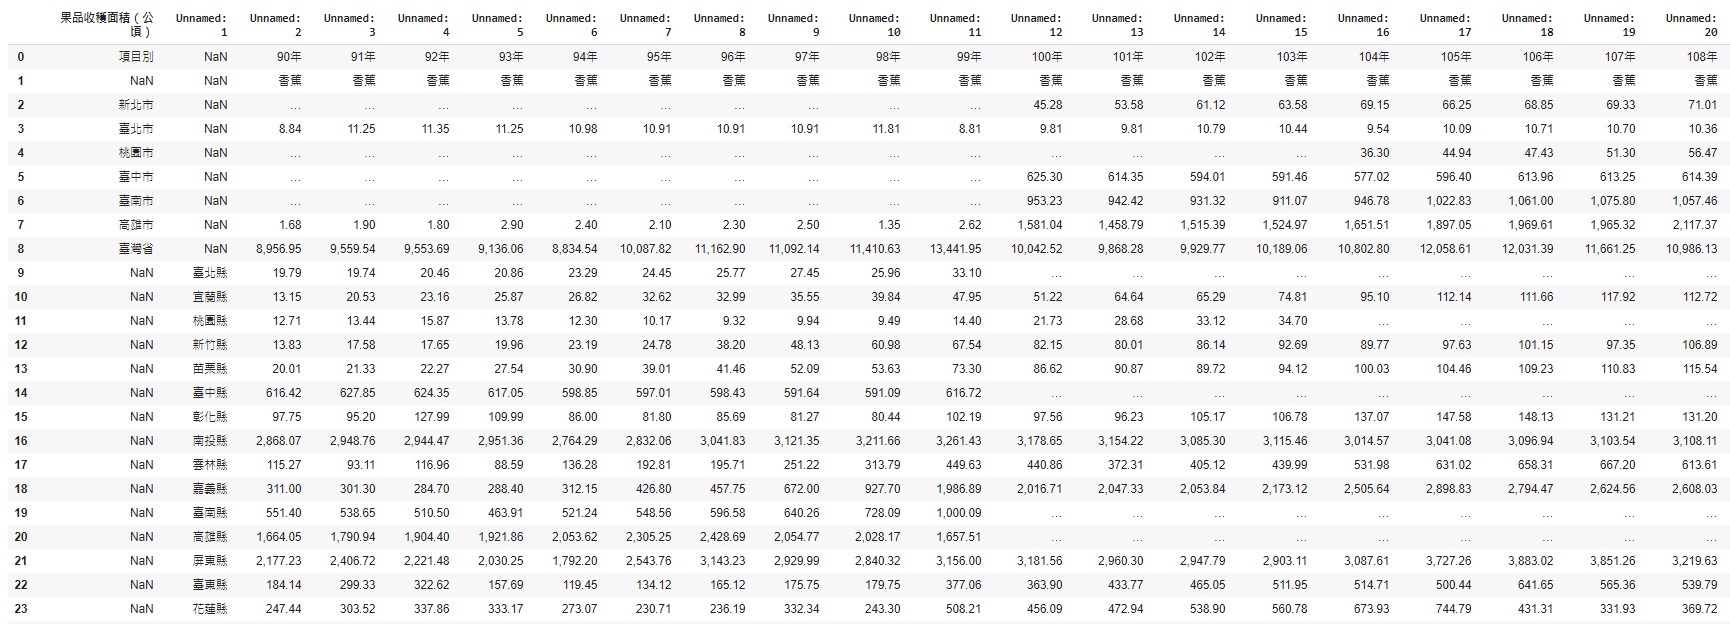 果品收穫面積（公頃） Unnamed: 1 Unnamed: 2 Unnamed: 3 Unnamed: 4 Unnamed: 5 Unnamed: 6 Unnamed: 7 Unnamed: 8 Unnamed: 9 Unnamed: 10 Unnamed: 11 Unnamed: 12 Unnamed: 13 Unnamed: 14 Unnamed: 15 Unnamed: 16 Unnamed: 17 Unnamed: 18 Unnamed: 19 Unnamed: 20
0 項目別 NaN 90年 91年 92年 93年 94年 95年 96年 97年 98年 99年 100年 101年 102年 103年 104年 105年 106年 107年 108年
1 NaN NaN 香蕉 香蕉 香蕉 香蕉 香蕉 香蕉 香蕉 香蕉 香蕉 香蕉 香蕉 香蕉 香蕉 香蕉 香蕉 香蕉 香蕉 香蕉 香蕉
2 新北市 NaN ... ... ... ... ... ... ... ... ... ... 45.28 53.58 61.12 63.58 69.15 66.25 68.85 69.33 71.01
3 臺北市 NaN 8.84 11.25 11.35 11.25 10.98 10.91 10.91 10.91 11.81 8.81 9.81 9.81 10.79 10.44 9.54 10.09 10.71 10.70 10.36
4 桃園市 NaN ... ... ... ... ... ... ... ... ... ... ... ... ... ... 36.30 44.94 47.43 51.30 56.47
5 臺中市 NaN ... ... ... ... ... ... ... ... ... ... 625.30 614.35 594.01 591.46 577.02 596.40 613.96 613.25 614.39
6 臺南市 NaN ... ... ... ... ... ... ... ... ... ... 953.23 942.42 931.32 911.07 946.78 1,022.83 1,061.00 1,075.80 1,057.46
7 高雄市 NaN 1.68 1.90 1.80 2.90 2.40 2.10 2.30 2.50 1.35 2.62 1,581.04 1,458.79 1,515.39 1,524.97 1,651.51 1,897.05 1,969.61 1,965.32 2,117.37
8 臺灣省 NaN 8,956.95 9,559.54 9,553.69 9,136.06 8,834.54 10,087.82 11,162.90 11,092.14 11,410.63 13,441.95 10,042.52 9,868.28 9,929.77 10,189.06 10,802.80 12,058.61 12,031.39 11,661.25 10,986.13
9 NaN 臺北縣 19.79 19.74 20.46 20.86 23.29 24.45 25.77 27.45 25.96 33.10 ... ... ... ... ... ... ... ... ...
10 NaN 宜蘭縣 13.15 20.53 23.16 25.87 26.82 32.62 32.99 35.55 39.84 47.95 51.22 64.64 65.29 74.81 95.10 112.14 111.66 117.92 112.72
11 NaN 桃園縣 12.71 13.44 15.87 13.78 12.30 10.17 9.32 9.94 9.49 14.40 21.73 28.68 33.12 34.70 ... ... ... ... ...
12 NaN 新竹縣 13.83 17.58 17.65 19.96 23.19 24.78 38.20 48.13 60.98 67.54 82.15 80.01 86.14 92.69 89.77 97.63 101.15 97.35 106.89
13 NaN 苗栗縣 20.01 21.33 22.27 27.54 30.90 39.01 41.46 52.09 53.63 73.30 86.62 90.87 89.72 94.12 100.03 104.46 109.23 110.83 115.54
14 NaN 臺中縣 616.42 627.85 624.35 617.05 598.85 597.01 598.43 591.64 591.09 616.72 ... ... ... ... ... ... ... ... ...
15 NaN 彰化縣 97.75 95.20 127.99 109.99 86.00 81.80 85.69 81.27 80.44 102.19 97.56 96.23 105.17 106.78 137.07 147.58 148.13 131.21 131.20
16 NaN 南投縣 2,868.07 2,948.76 2,944.47 2,951.36 2,764.29 2,832.06 3,041.83 3,121.35 3,211.66 3,261.43 3,178.65 3,154.22 3,085.30 3,115.46 3,014.57 3,041.08 3,096.94 3,103.54 3,108.11
17 NaN 雲林縣 115.27 93.11 116.96 88.59 136.28 192.81 195.71 251.22 313.79 449.63 440.86 372.31 405.12 439.99 531.98 631.02 658.31 667.20 613.61
18 NaN 嘉義縣 311.00 301.30 284.70 288.40 312.15 426.80 457.75 672.00 927.70 1,986.89 2,016.71 2,047.33 2,053.84 2,173.12 2,505.64 2,898.83 2,794.47 2,624.56 2,608.03
19 NaN 臺南縣 551.40 538.65 510.50 463.91 521.24 548.56 596.58 640.26 728.09 1,000.09 ... ... ... ... ... ... ... ... ...
20 NaN 高雄縣 1,664.05 1,790.94 1,904.40 1,921.86 2,053.62 2,305.25 2,428.69 2,054.77 2,028.17 1,657.51 ... ... ... ... ... ... ... ... ...
21 NaN 屏東縣 2,177.23 2,406.72 2,221.48 2,030.25 1,792.20 2,543.76 3,143.23 2,929.99 2,840.32 3,156.00 3,181.56 2,960.30 2,947.79 2,903.11 3,087.61 3,727.26 3,883.02 3,851.26 3,219.63
22 NaN 臺東縣 184.14 299.33 322.62 157.69 119.45 134.12 165.12 175.75 179.75 377.06 363.90 433.77 465.05 511.95 514.71 500.44 641.65 565.36 539.79
23 NaN 花蓮縣 247.44 303.52 337.86 333.17 273.07 230.71 236.19 332.34 243.30 508.21 456.09 472.94 538.90 560.78 673.93 744.79 431.31 331.93 369.72